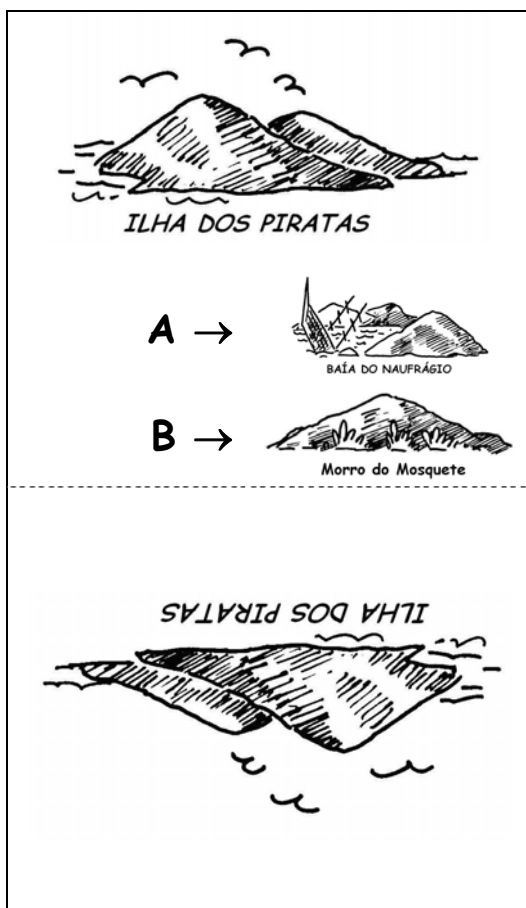 ILHA DOS PIRATAS
A →
BAÍA DO NAUFRÁGIO
B →
Morro do Mosquete
ILHA DOS PIRATAS